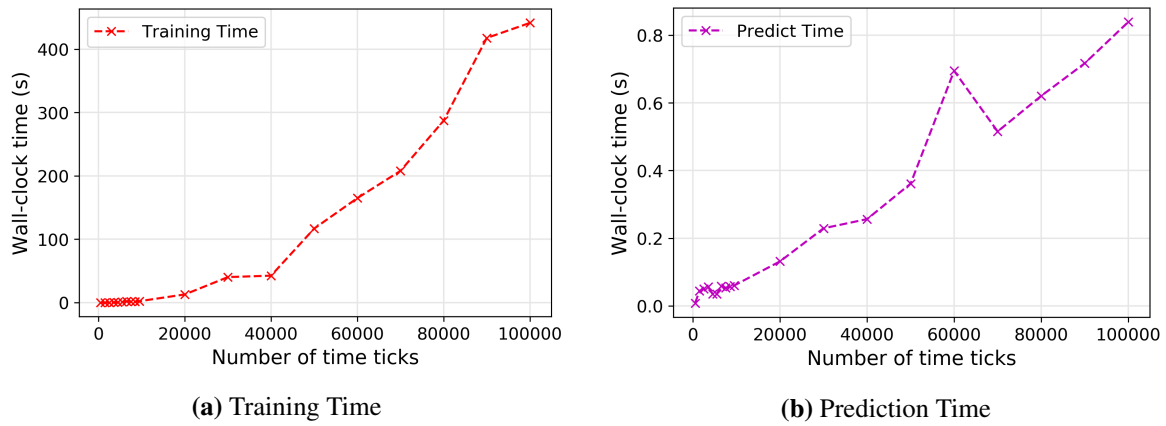 Training Time
400
300
200
100
0
Wall-clock time (s)
0 20000 40000 60000 80000 100000
Number of time ticks
(a) Training Time
Predict Time
0.8
0.6
0.4
0.2
0.0
Wall-clock time (s)
0 20000 40000 60000 80000 100000
Number of time ticks
(b) Prediction Time